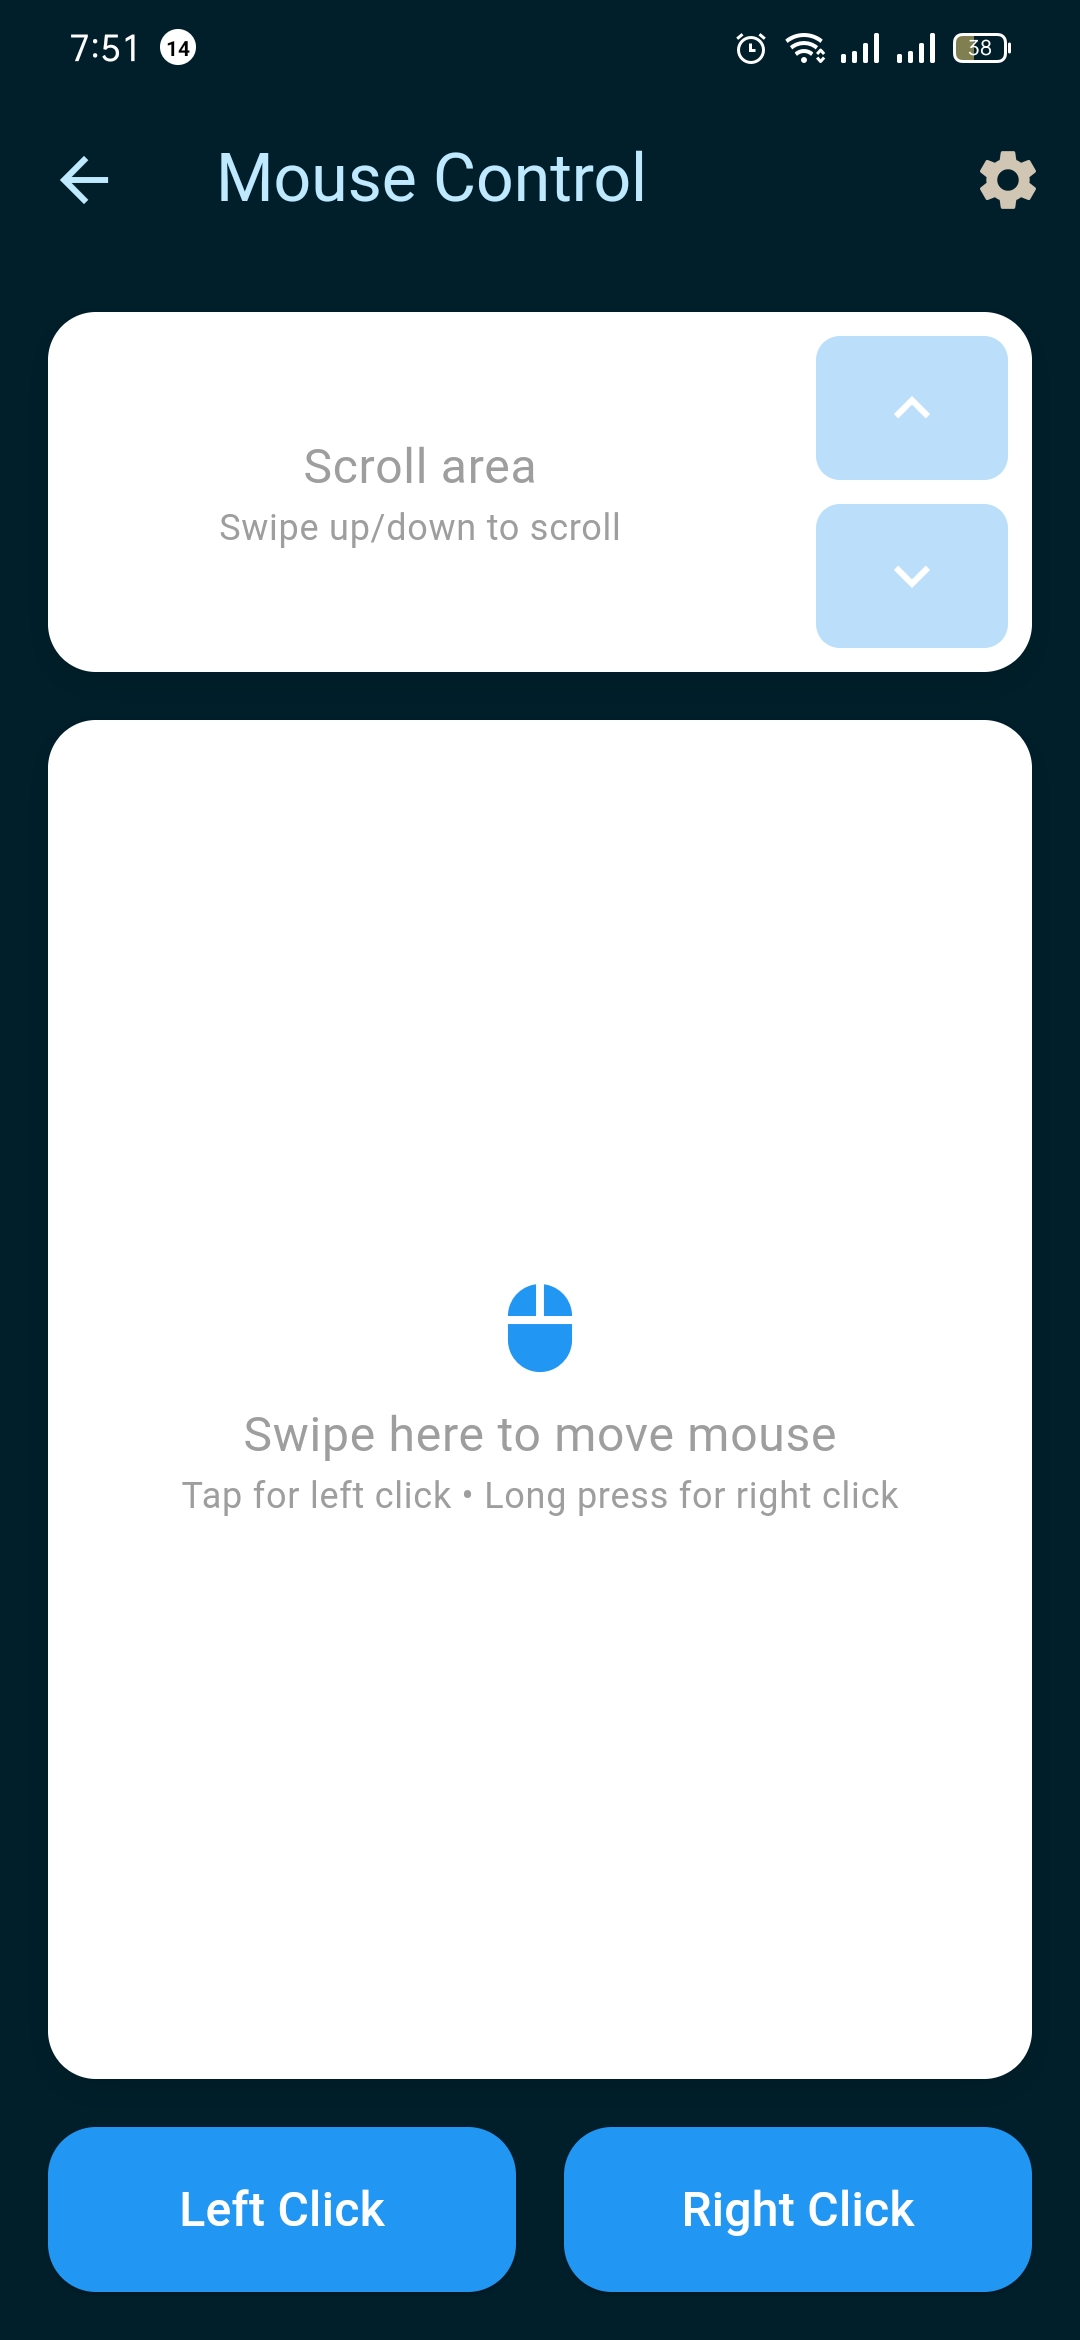 7:51 14 38
Mouse Control
Scroll area
Swipe up/down to scroll
Swipe here to move mouse
Tap for left click • Long press for right click
Left Click Right Click